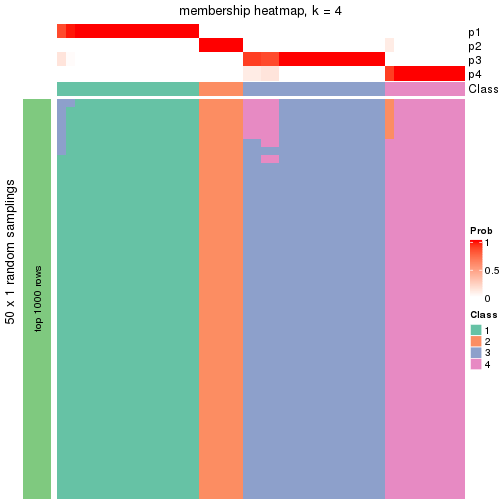 membership heatmap, k = 4
p1
p2
p3
p4
Class
50 x 1 random samplings
top 1000 rows
Prob
1
0.5
0
Class
1
2
3
4